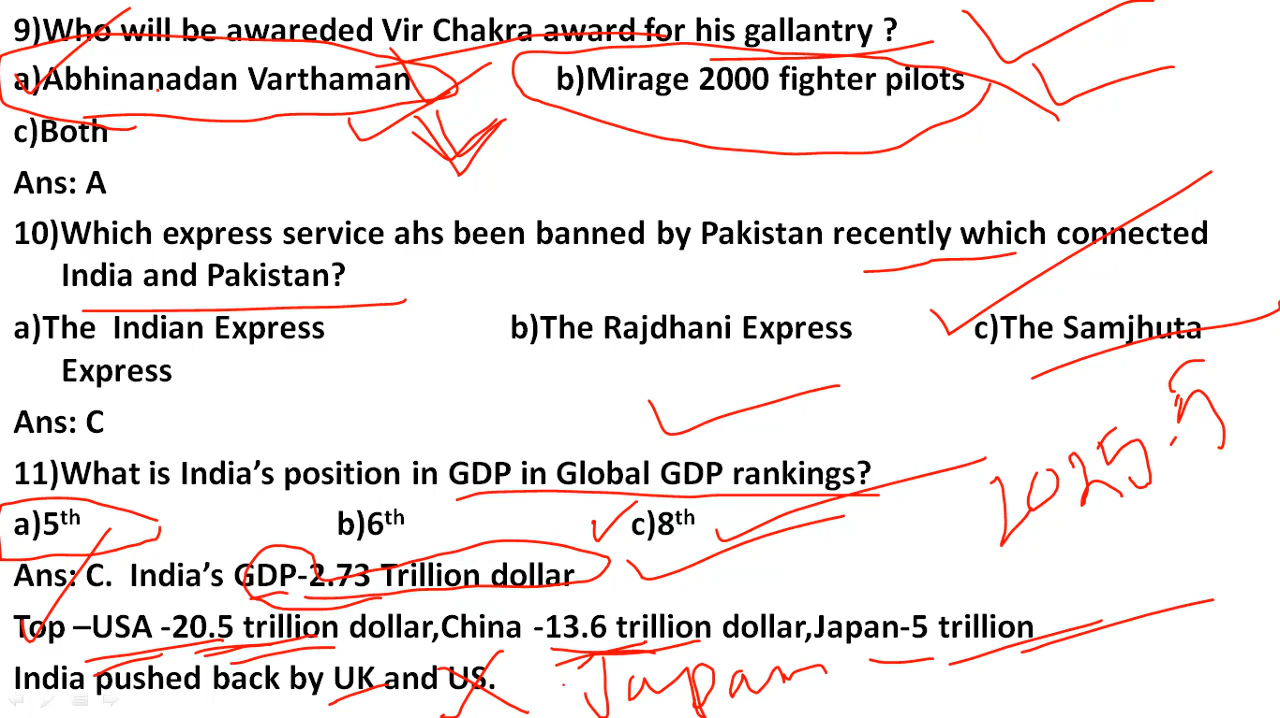 9)Who will be awareded Vir Chakra award for his gallantry ?
a)Abhinanadan Varthaman b)Mirage 2000 fighter pilots
c)Both
Ans: A
10)Which express service ahs been banned by Pakistan recently which connected
India and Pakistan?
a)The Indian Express b)The Rajdhani Express c)The Samjhuta
Express
Ans: C
2025-5
11)What is India's position in GDP in Global GDP rankings?
a)5th b)6th c)8th
Ans: C. India's GDP-2.73 Trillion dollar
Top –USA -20.5 trillion dollar,China -13.6 trillion dollar,Japan-5 trillion
India pushed back by UK and US.
Japan